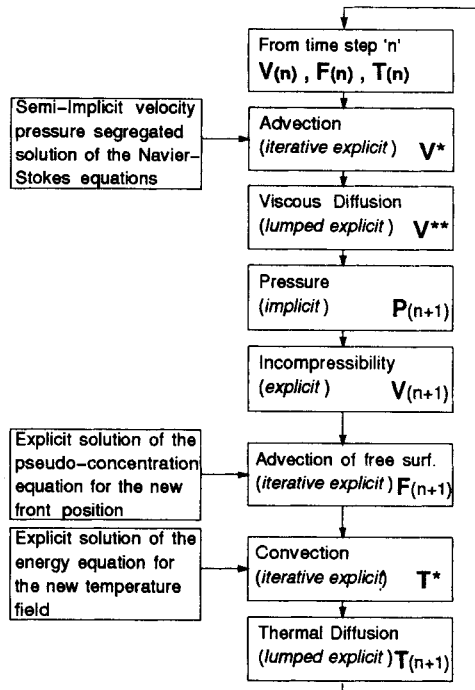 From time step 'n'
V(n) , F(n) , T(n)
Semi-Implicit velocity
pressure segregated
solution of the Navier-
Stokes equations
Advection
(iterative explicit) V*
Viscous Diffusion
(lumped explicit) V**
Pressure
(implicit) P(n+1)
Incompressibility
(explicit) V(n+1)
Explicit solution of the
pseudo-concentration
equation for the new
front position
Advection of free surf.
(iterative explicit) F(n+1)
Explicit solution of the
energy equation for
the new temperature
field
Convection
(iterative explicit) T*
Thermal Diffusion
(lumped explicit) T(n+1)